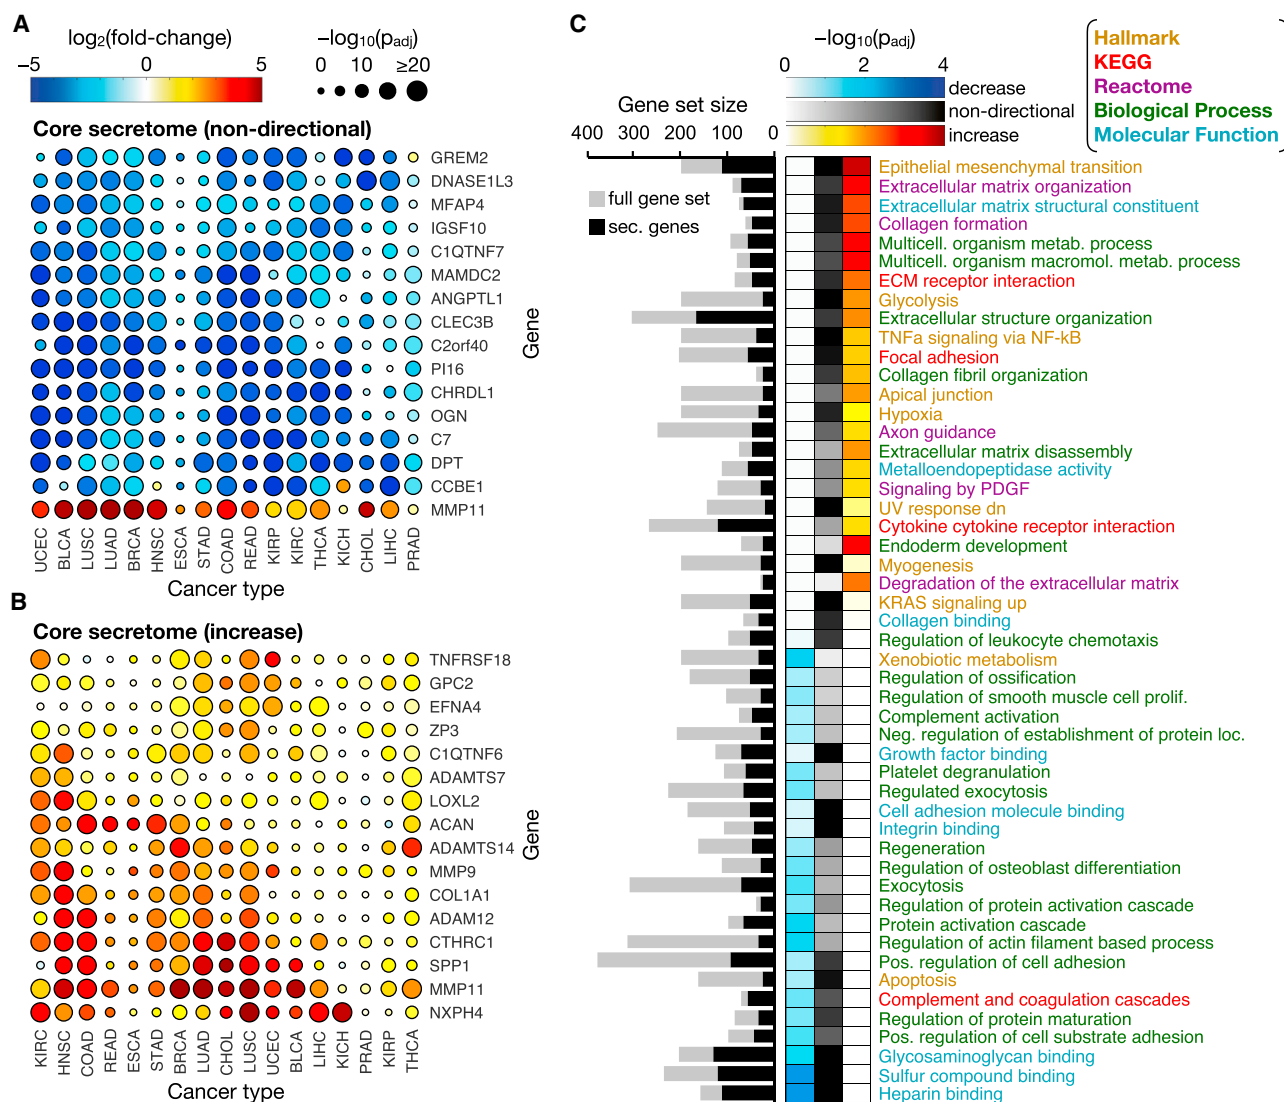 A
log2(fold-change)
−5 0 5
−log10(padj)
0 10 ≥20
Core secretome (non-directional)
GREM2
DNASE1L3
MFAP4
IGSF10
C1QTNF7
MAMDC2
ANGPTL1
CLEC3B
C2orf40
PI16
CHRDL1
OGN
C7
DPT
CCBE1
MMP11
Gene
UCEC BLCA LUSC LUAD BRCA HNSC ESCA STAD COAD READ KIRP KIRC THCA KICH CHOL LIHC PRAD
Cancer type
B
Core secretome (increase)
TNFRSF18
GPC2
EFNA4
ZP3
C1QTNF6
ADAMTS7
LOXL2
ACAN
ADAMTS14
MMP9
COL1A1
ADAM12
CTHRC1
SPP1
MMP11
NXPH4
Gene
KIRC HNSC COAD READ ESCA STAD BRCA LUAD CHOL LUSC UCEC BLCA LIHC KICH PRAD KIRP THCA
Cancer type
C
−log10(padj)
0 2 4
decrease
non-directional
increase
Hallmark
KEGG
Reactome
Biological Process
Molecular Function
Gene set size
400 300 200 100 0
full gene set
sec. genes
Epithelial mesenchymal transition
Extracellular matrix organization
Extracellular matrix structural constituent
Collagen formation
Multicell. organism metab. process
Multicell. organism macromol. metab. process
ECM receptor interaction
Glycolysis
Extracellular structure organization
TNFa signaling via NF-kB
Focal adhesion
Collagen fibril organization
Apical junction
Hypoxia
Axon guidance
Extracellular matrix disassembly
Metalloendopeptidase activity
Signaling by PDGF
UV response dn
Cytokine cytokine receptor interaction
Endoderm development
Myogenesis
Degradation of the extracellular matrix
KRAS signaling up
Collagen binding
Regulation of leukocyte chemotaxis
Xenobiotic metabolism
Regulation of ossification
Regulation of smooth muscle cell prolif.
Complement activation
Neg. regulation of establishment of protein loc.
Growth factor binding
Platelet degranulation
Regulated exocytosis
Cell adhesion molecule binding
Integrin binding
Regeneration
Regulation of osteoblast differentiation
Exocytosis
Regulation of protein activation cascade
Protein activation cascade
Regulation of actin filament based process
Pos. regulation of cell adhesion
Apoptosis
Complement and coagulation cascades
Regulation of protein maturation
Pos. regulation of cell substrate adhesion
Glycosaminoglycan binding
Sulfur compound binding
Heparin binding